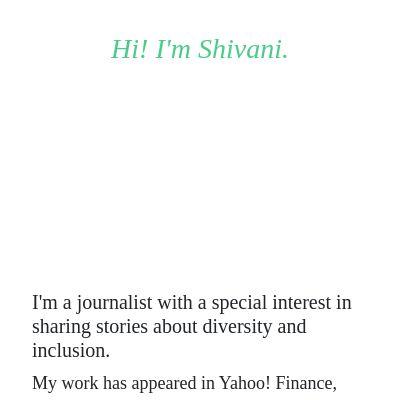 Hi! I'm Shivani.
I'm a journalist with a special interest in
sharing stories about diversity and
inclusion.
My work has appeared in Yahoo! Finance,